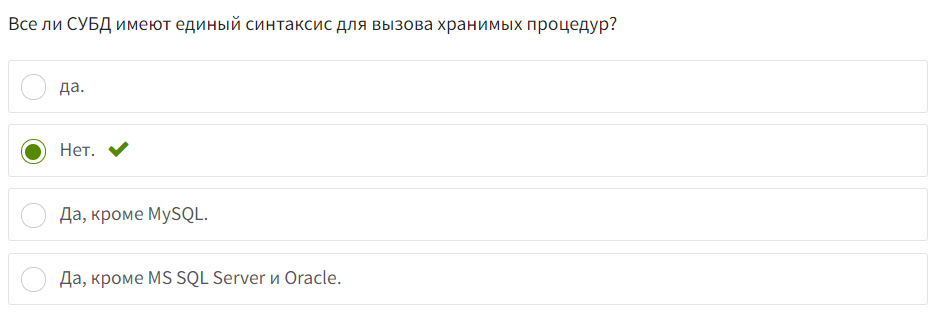 Все ли СУБД имеют единый синтаксис для вызова хранимых процедур?
да.
Нет.
Да, кроме MySQL.
Да, кроме MS SQL Server и Oracle.